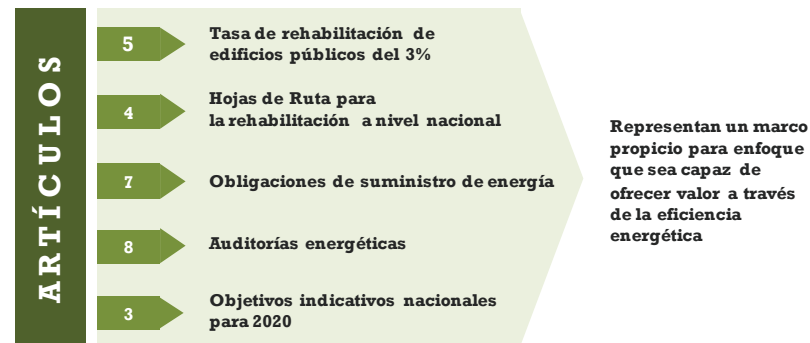 ARTÍCULOS
5
Tasa de rehabilitación de
edificios públicos del 3%
4
Hojas de Ruta para
la rehabilitación a nivel nacional
7
Obligaciones de suministro de energía
8
Auditorías energéticas
3
Objetivos indicativos nacionales
para 2020
Representan un marco
propicio para enfoque
que sea capaz de
ofrecer valor a través
de la eficiencia
energética